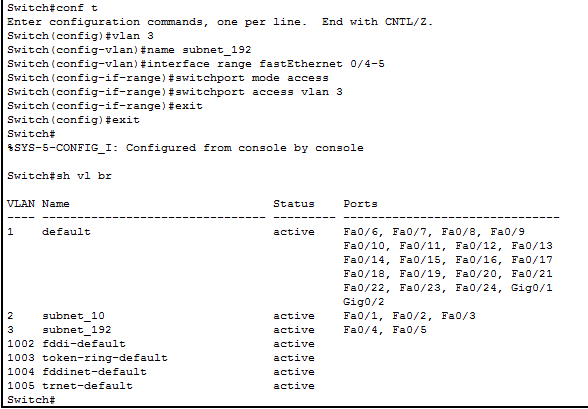 Switch#conf t
Enter configuration commands, one per line.  End with CNTL/Z.
Switch(config)#vlan 3
Switch(config-vlan)#name subnet_192
Switch(config-vlan)#interface range fastEthernet 0/4-5
Switch(config-if-range)#switchport mode access
Switch(config-if-range)#switchport access vlan 3
Switch(config-if-range)#exit
Switch(config)#exit
Switch#
%SYS-5-CONFIG_I: Configured from console by console
Switch#sh vl br
VLAN Name                             Status    Ports
---- -------------------------------- --------- -------------------------------
1    default                          active    Fa0/6, Fa0/7, Fa0/8, Fa0/9
                                                Fa0/10, Fa0/11, Fa0/12, Fa0/13
                                                Fa0/14, Fa0/15, Fa0/16, Fa0/17
                                                Fa0/18, Fa0/19, Fa0/20, Fa0/21
                                                Fa0/22, Fa0/23, Fa0/24, Gig0/1
                                                Gig0/2
2    subnet_10                        active    Fa0/1, Fa0/2, Fa0/3
3    subnet_192                       active    Fa0/4, Fa0/5
1002 fddi-default                     active
1003 token-ring-default               active
1004 fddinet-default                  active
1005 trnet-default                    active
Switch#